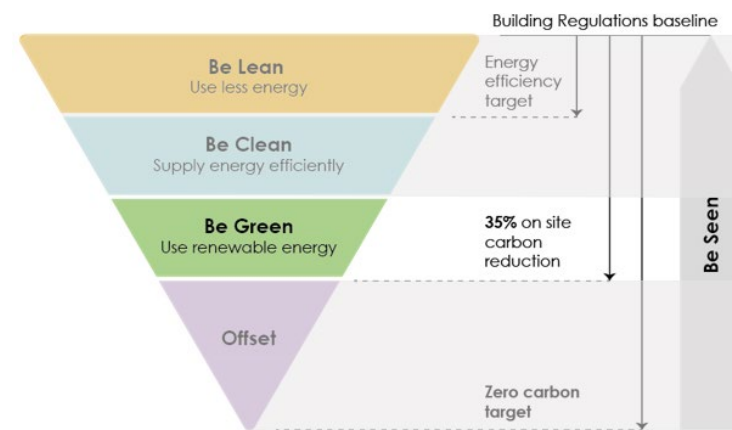 Building Regulations baseline
Be Lean
Use less energy
Energy
efficiency
target
Be Clean
Supply energy efficiently
Be Green
Use renewable energy
35% on site
carbon
reduction
Be Seen
Offset
Zero carbon
target